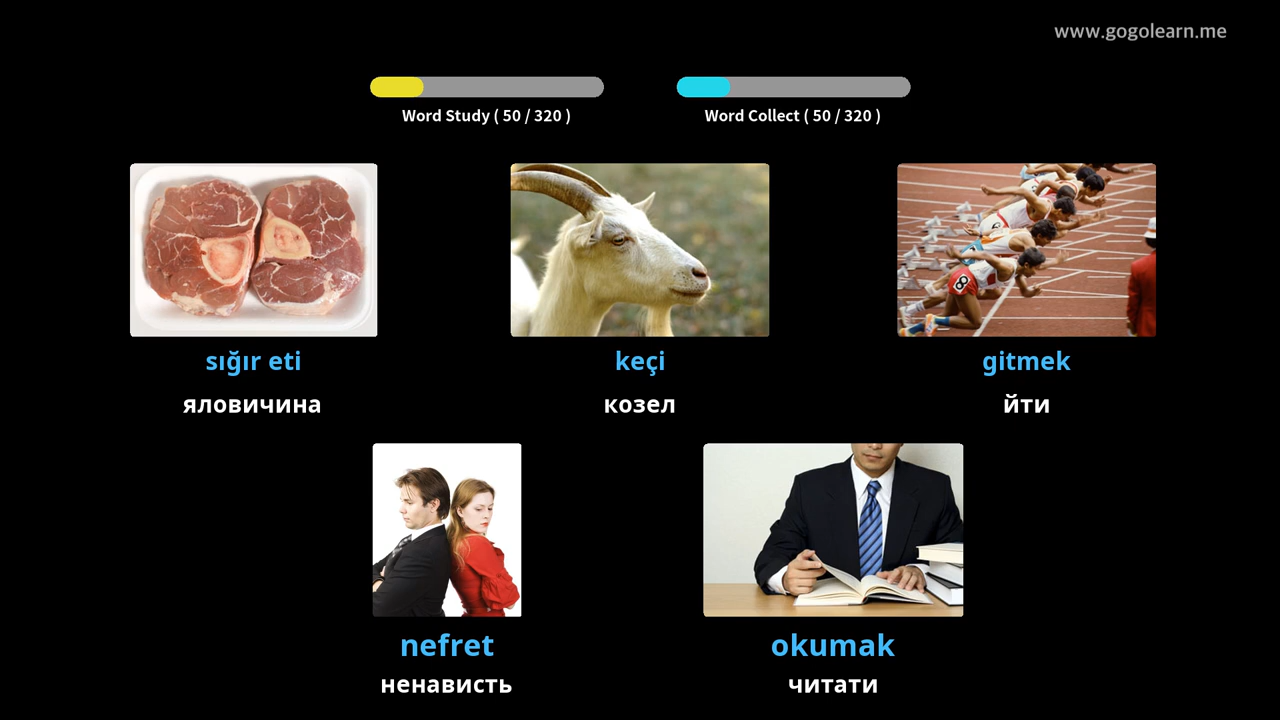 www.gogolearn.me
Word Study ( 50 / 320 )
Word Collect ( 50 / 320 )
sığır eti
keçi
gitmek
яловичина
козел
йти
nefret
okumak
ненависть
читати